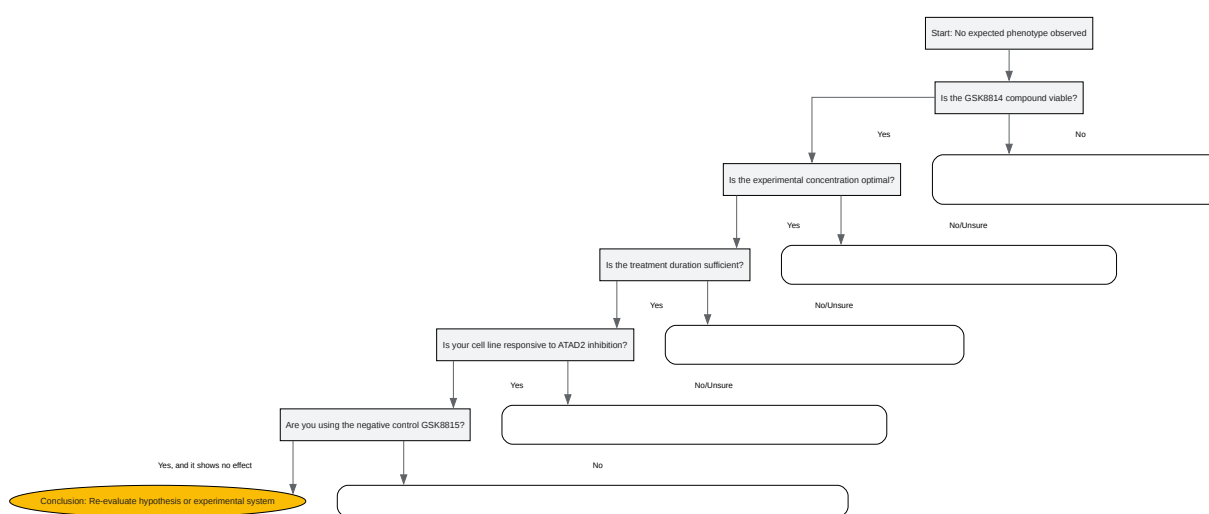 Start: No expected phenotype observed
Is the GSK8814 compound viable?
Yes
No
Is the experimental concentration optimal?
Yes
No/Unsure
Is the treatment duration sufficient?
Yes
No/Unsure
Is your cell line responsive to ATAD2 inhibition?
Yes
No/Unsure
Are you using the negative control GSK8815?
Yes, and it shows no effect
No
Conclusion: Re-evaluate hypothesis or experimental system